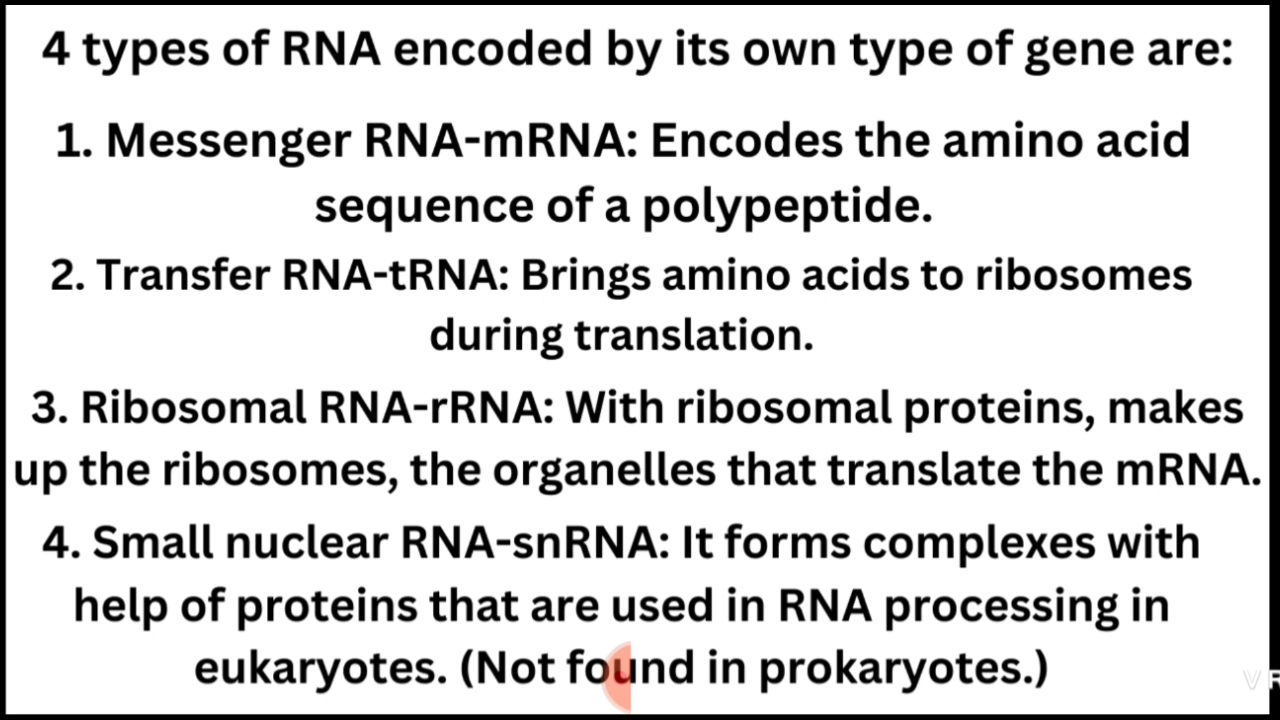 4 types of RNA encoded by its own type of gene are:
1. Messenger RNA-mRNA: Encodes the amino acid
sequence of a polypeptide.
2. Transfer RNA-tRNA: Brings amino acids to ribosomes
during translation.
3. Ribosomal RNA-rRNA: With ribosomal proteins, makes
up the ribosomes, the organelles that translate the mRNA.
4. Small nuclear RNA-snRNA: It forms complexes with
help of proteins that are used in RNA processing in
eukaryotes. (Not found in prokaryotes.)